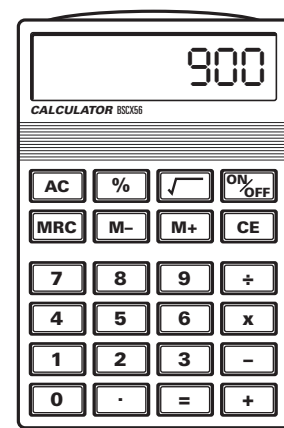 900
CALCULATOR BSCX56
AC % √ ON/OFF
MRC M– M+ CE
7 8 9 ÷
4 5 6 x
1 2 3 –
0 · = +